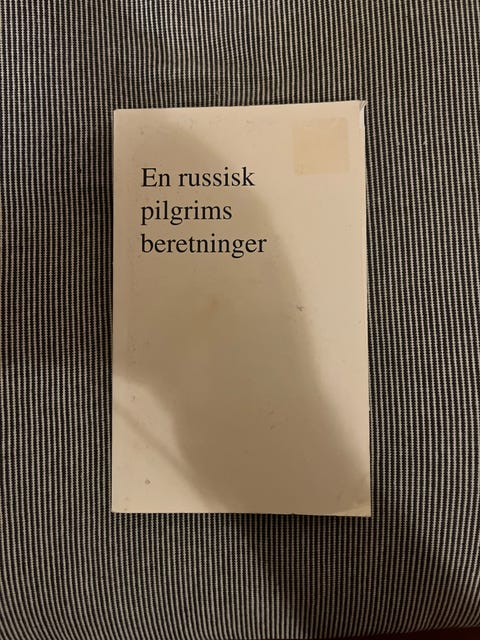 En russisk
pilgrims
beretninger